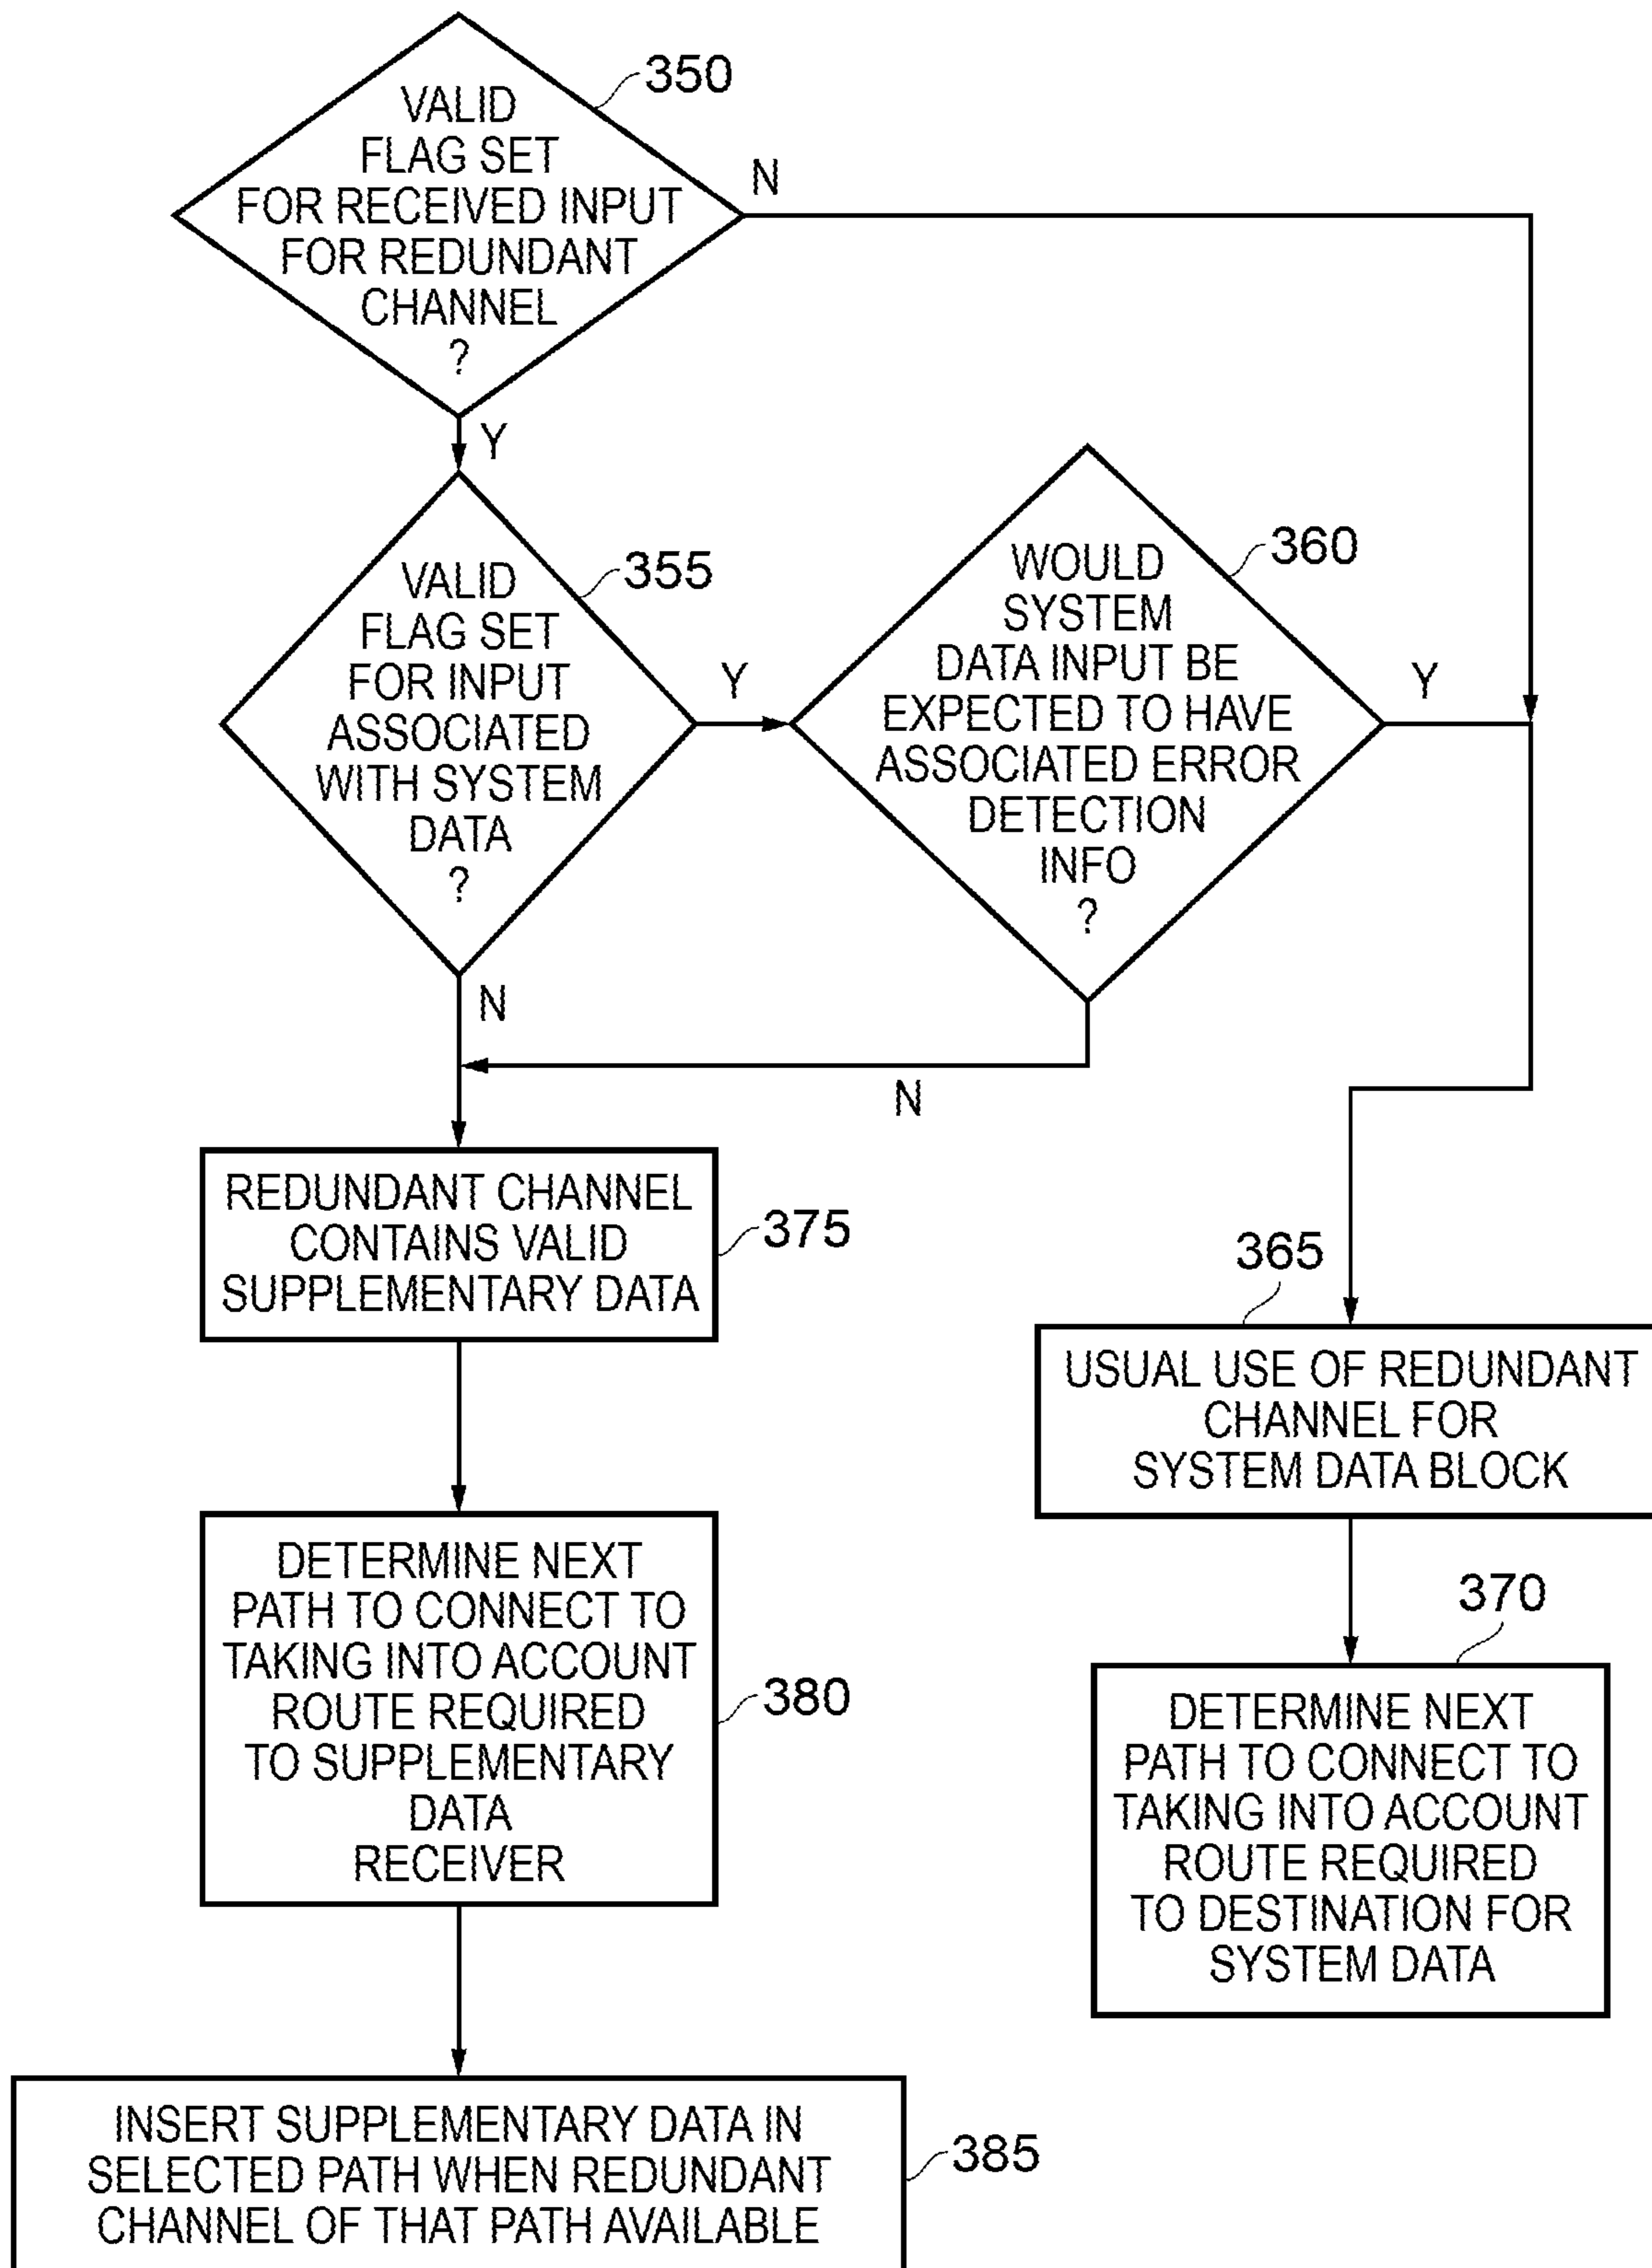 350
VALID
FLAG SET
FOR RECEIVED INPUT
FOR REDUNDANT
CHANNEL
?
N
Y
355
VALID
FLAG SET
FOR INPUT
ASSOCIATED
WITH SYSTEM
DATA
?
Y
N
360
WOULD
SYSTEM
DATA INPUT BE
EXPECTED TO HAVE
ASSOCIATED ERROR
DETECTION
INFO
?
Y
N
REDUNDANT CHANNEL
CONTAINS VALID
SUPPLEMENTARY DATA
375
365
USUAL USE OF REDUNDANT
CHANNEL FOR
SYSTEM DATA BLOCK
DETERMINE NEXT
PATH TO CONNECT TO
TAKING INTO ACCOUNT
ROUTE REQUIRED
TO SUPPLEMENTARY
DATA
RECEIVER
380
370
DETERMINE NEXT
PATH TO CONNECT TO
TAKING INTO ACCOUNT
ROUTE REQUIRED
TO DESTINATION FOR
SYSTEM DATA
INSERT SUPPLEMENTARY DATA IN
SELECTED PATH WHEN REDUNDANT
CHANNEL OF THAT PATH AVAILABLE
385